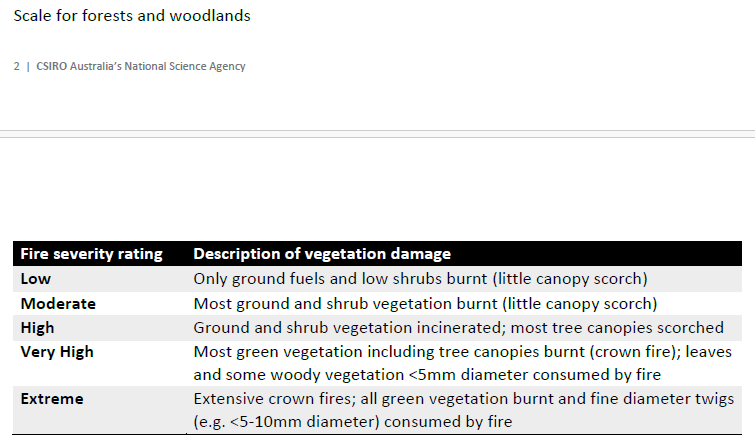 Scale for forests and woodlands
2 | CSIRO Australia's National Science Agency
Fire severity rating Description of vegetation damage
Low Only ground fuels and low shrubs burnt (little canopy scorch)
Moderate Most ground and shrub vegetation burnt (little canopy scorch)
High Ground and shrub vegetation incinerated; most tree canopies scorched
Very High Most green vegetation including tree canopies burnt (crown fire); leaves
and some woody vegetation <5mm diameter consumed by fire
Extreme Extensive crown fires; all green vegetation burnt and fine diameter twigs
(e.g. <5-10mm diameter) consumed by fire